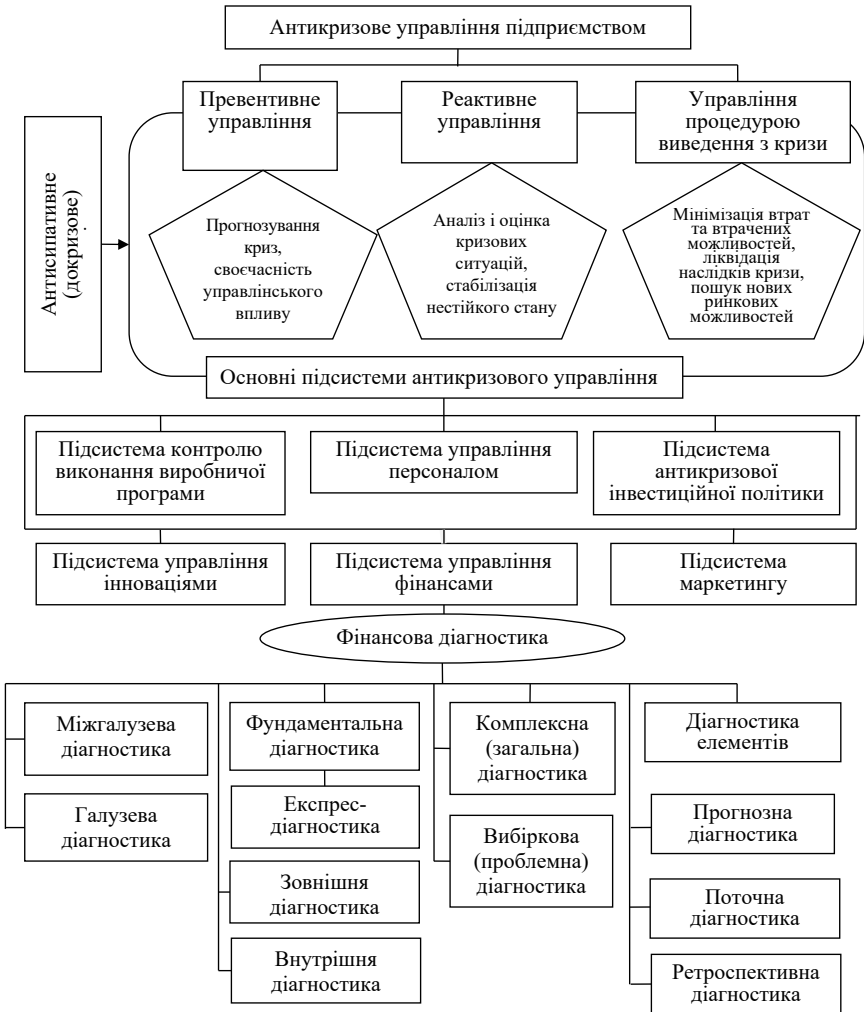 Антикризове управління підприємством
Превентивне
управління
Реактивне
управління
Управління
процедурою
виведення з кризи
Антисипативне
(докризове)
Прогнозування
криз,
своєчасність
управлінського
впливу
Аналіз і оцінка
кризових
ситуацій,
стабілізація
нестійкого стану
Мінімізація втрат
та втрачених
можливостей,
ліквідація
наслідків кризи,
пошук нових
ринкових
можливостей
Основні підсистеми антикризового управління
Підсистема контролю
виконання виробничої
програми
Підсистема управління
персоналом
Підсистема
антикризової
інвестиційної політики
Підсистема управління
інноваціями
Підсистема управління
фінансами
Підсистема
маркетингу
Фінансова діагностика
Міжгалузева
діагностика
Фундаментальна
діагностика
Комплексна
(загальна)
діагностика
Діагностика
елементів
Галузева
діагностика
Експрес-
діагностика
Вибіркова
(проблемна)
діагностика
Прогнозна
діагностика
Зовнішня
діагностика
Поточна
діагностика
Внутрішня
діагностика
Ретроспективна
діагностика